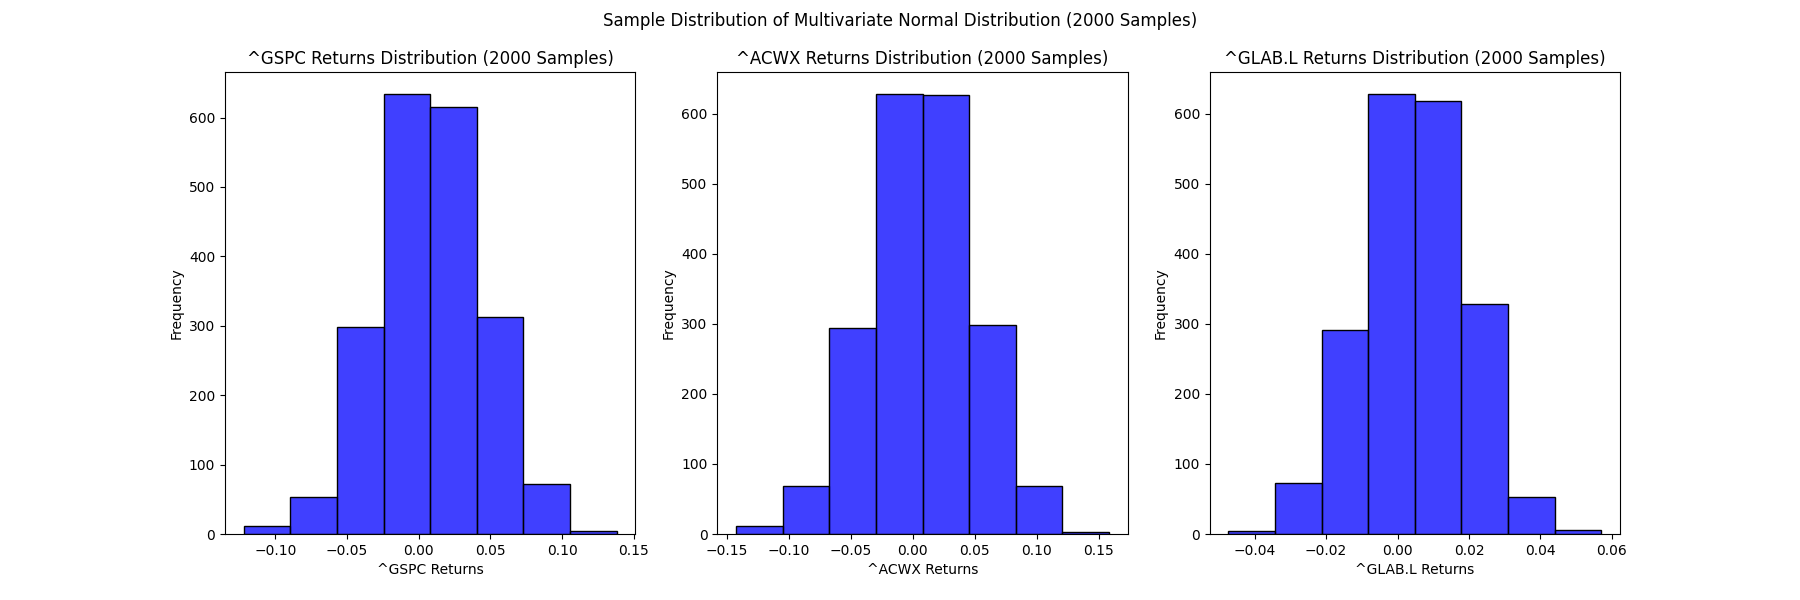 Sample Distribution of Multivariate Normal Distribution (2000 Samples)
^GSPC Returns Distribution (2000 Samples)
600
500
400
300
200
100
0
Frequency
−0.10 −0.05 0.00 0.05 0.10 0.15
^GSPC Returns
^ACWX Returns Distribution (2000 Samples)
600
500
400
300
200
100
0
Frequency
−0.15 −0.10 −0.05 0.00 0.05 0.10 0.15
^ACWX Returns
^GLAB.L Returns Distribution (2000 Samples)
600
500
400
300
200
100
0
Frequency
−0.04 −0.02 0.00 0.02 0.04 0.06
^GLAB.L Returns